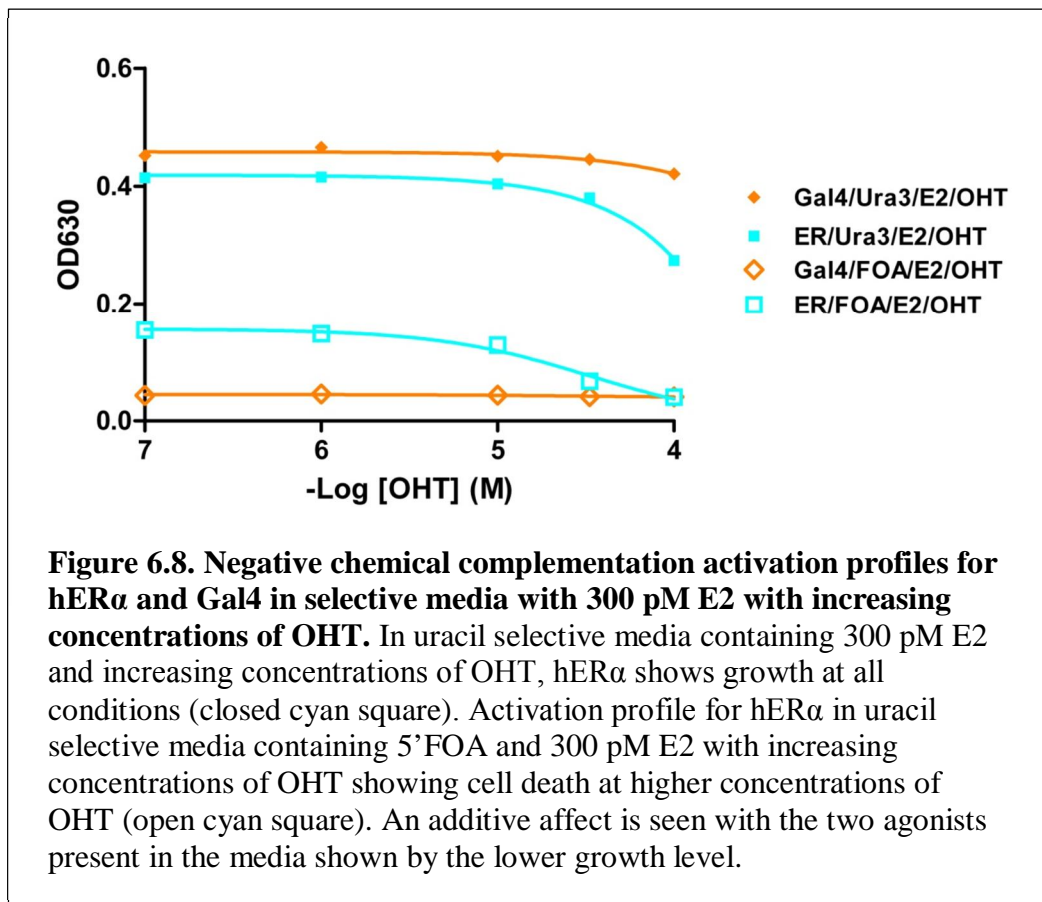 0.6
0.4
0.2
0.0
OD630
7 6 5 4
-Log [OHT] (M)
Gal4/Ura3/E2/OHT
ER/Ura3/E2/OHT
Gal4/FOA/E2/OHT
ER/FOA/E2/OHT
Figure 6.8. Negative chemical complementation activation profiles for
hERα and Gal4 in selective media with 300 pM E2 with increasing
concentrations of OHT. In uracil selective media containing 300 pM E2
and increasing concentrations of OHT, hERα shows growth at all
conditions (closed cyan square). Activation profile for hERα in uracil
selective media containing 5’FOA and 300 pM E2 with increasing
concentrations of OHT showing cell death at higher concentrations of
OHT (open cyan square). An additive affect is seen with the two agonists
present in the media shown by the lower growth level.